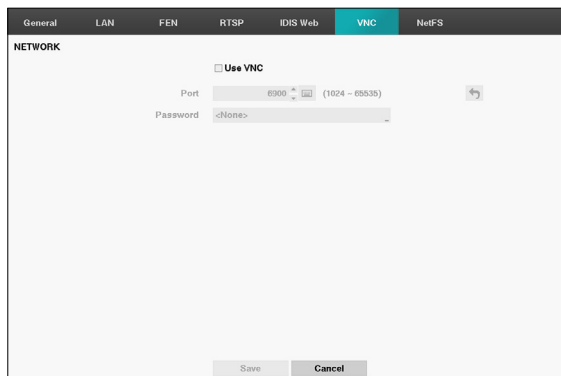 General LAN FEN RTSP IDIS Web VNC NetFS
NETWORK
Use VNC
Port 6900 (1024 – 65535)
Password <None>
Save Cancel